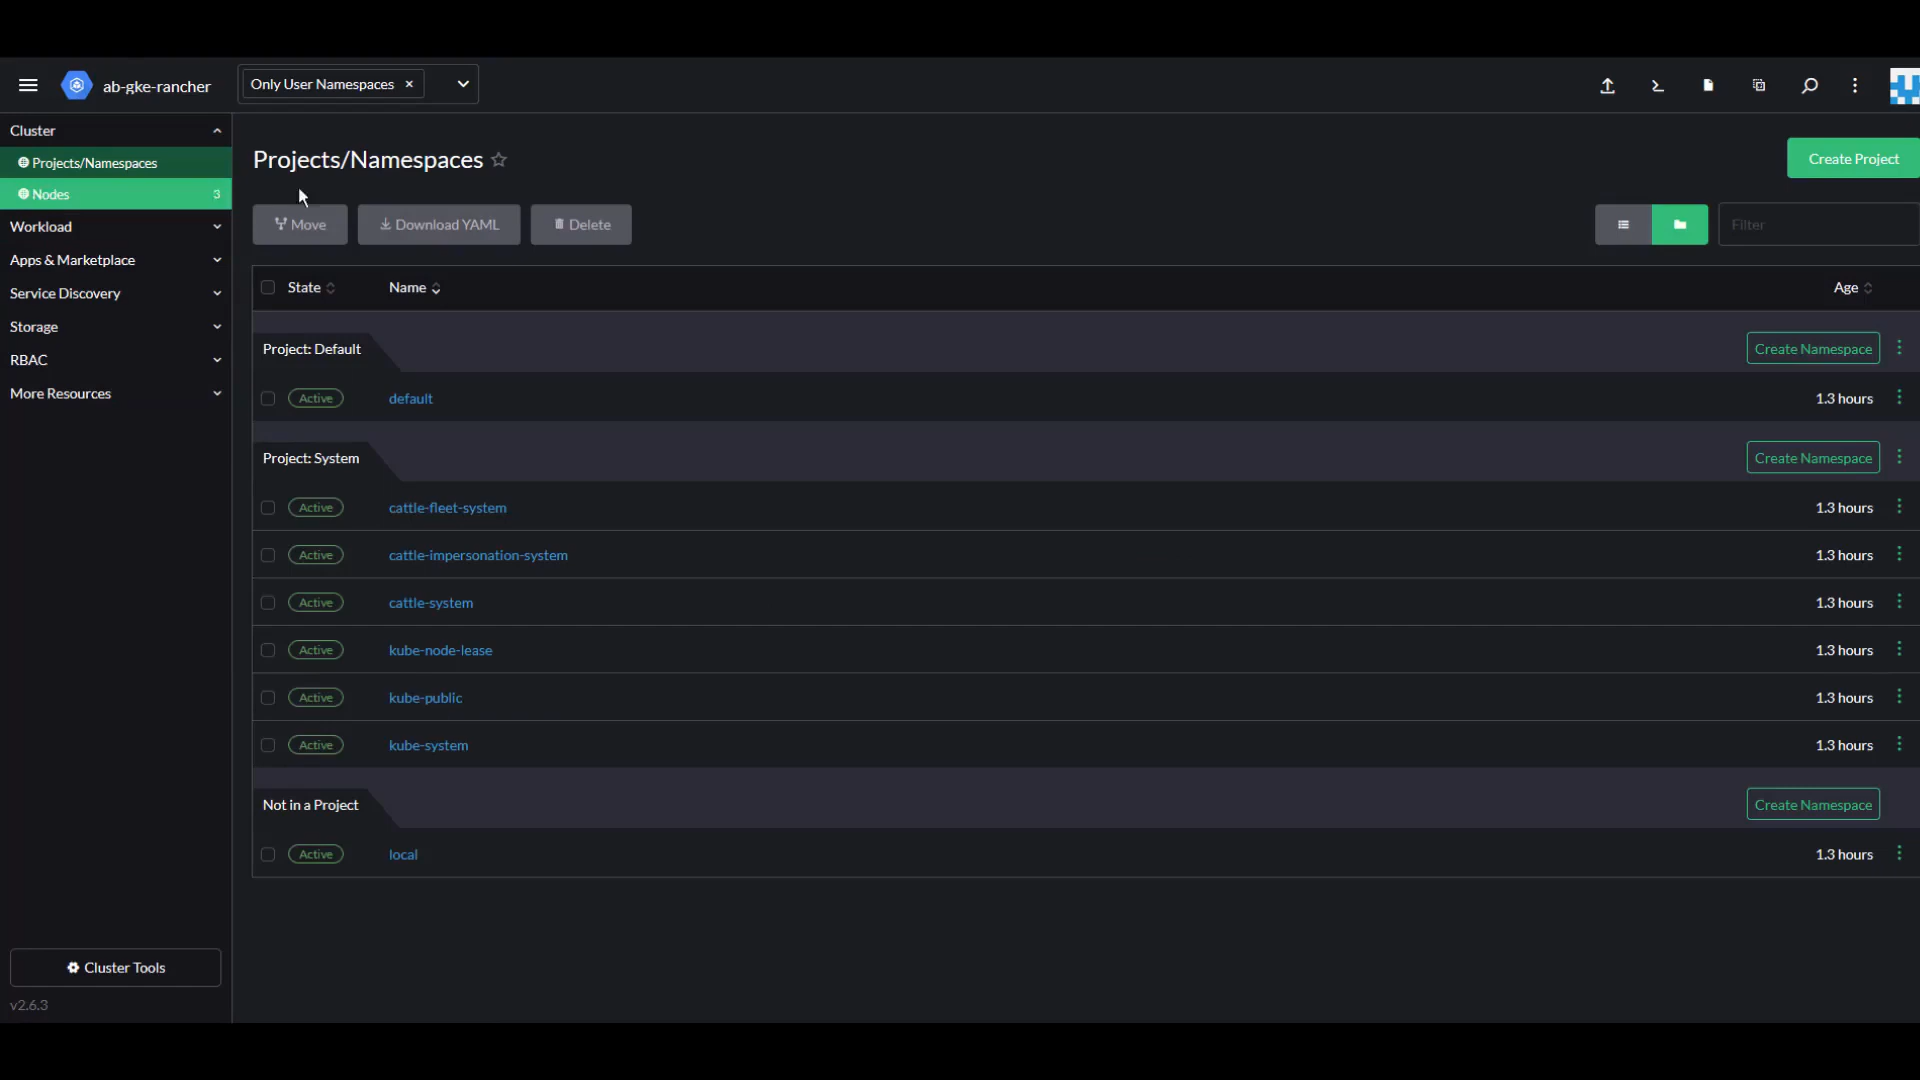 ab-gke-rancher
Only User Namespaces ×
Cluster
Projects/Namespaces
Nodes 3
Workload
Apps & Marketplace
Service Discovery
Storage
RBAC
More Resources
Cluster Tools
v2.6.3
Projects/Namespaces
Create Project
Move
Download YAML
Delete
Filter
State Name Age
Project: Default Create Namespace
Active default 1.3 hours
Project: System Create Namespace
Active cattle-fleet-system 1.3 hours
Active cattle-impersonation-system 1.3 hours
Active cattle-system 1.3 hours
Active kube-node-lease 1.3 hours
Active kube-public 1.3 hours
Active kube-system 1.3 hours
Not in a Project Create Namespace
Active local 1.3 hours